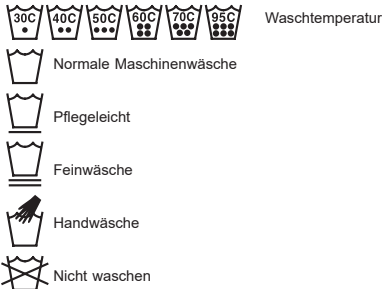 30C 40C 50C 60C 70C 95C Waschtemperatur
Normale Maschinenwäsche
Pflegeleicht
Feinwäsche
Handwäsche
Nicht waschen